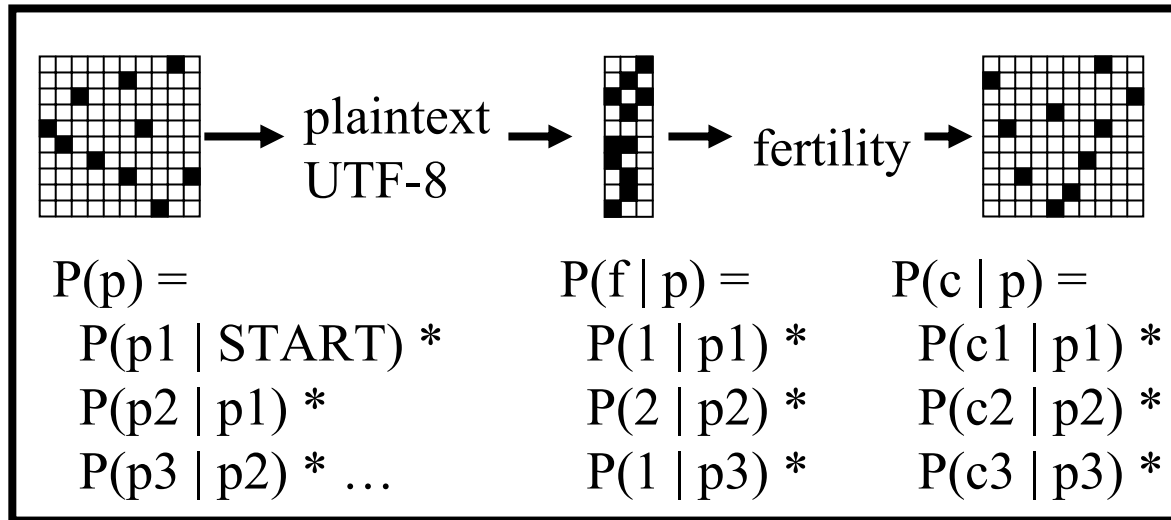 plaintext
UTF-8
fertility
P(p) =
P(p1 | START) *
P(p2 | p1) *
P(p3 | p2) * …
P(f | p) =
P(1 | p1) *
P(2 | p2) *
P(1 | p3) *
P(c | p) =
P(c1 | p1) *
P(c2 | p2) *
P(c3 | p3) *